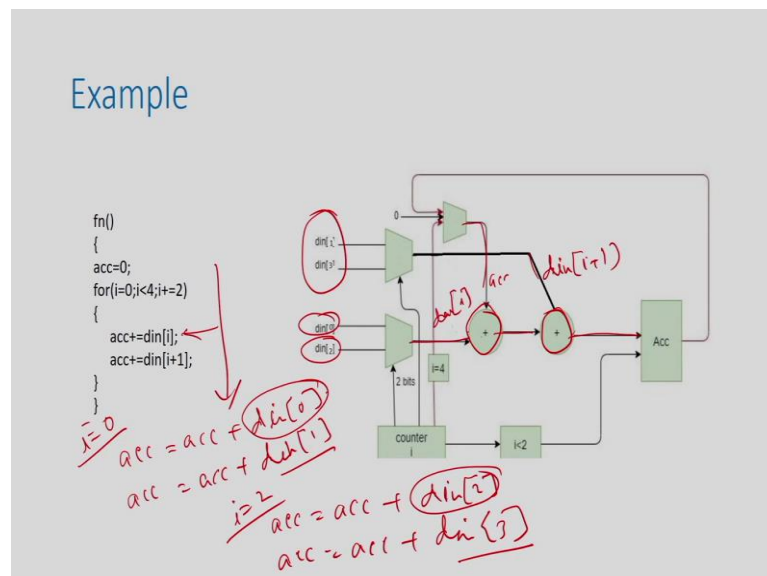 Example
fn()
{
acc=0;
for(i=0;i<4;i+=2)
{
acc+=din[i];
acc+=din[i+1];
}
}
i=0
acc = acc + din[0]
acc = acc + din[1]
i=2
acc = acc + din[2]
acc = acc + din[3]
0
din[1]
din[3]
din[0]
din[2]
acc
din[i]
din[i+1)
+
+
Acc
i=4
2 bits
counter
i
i<2